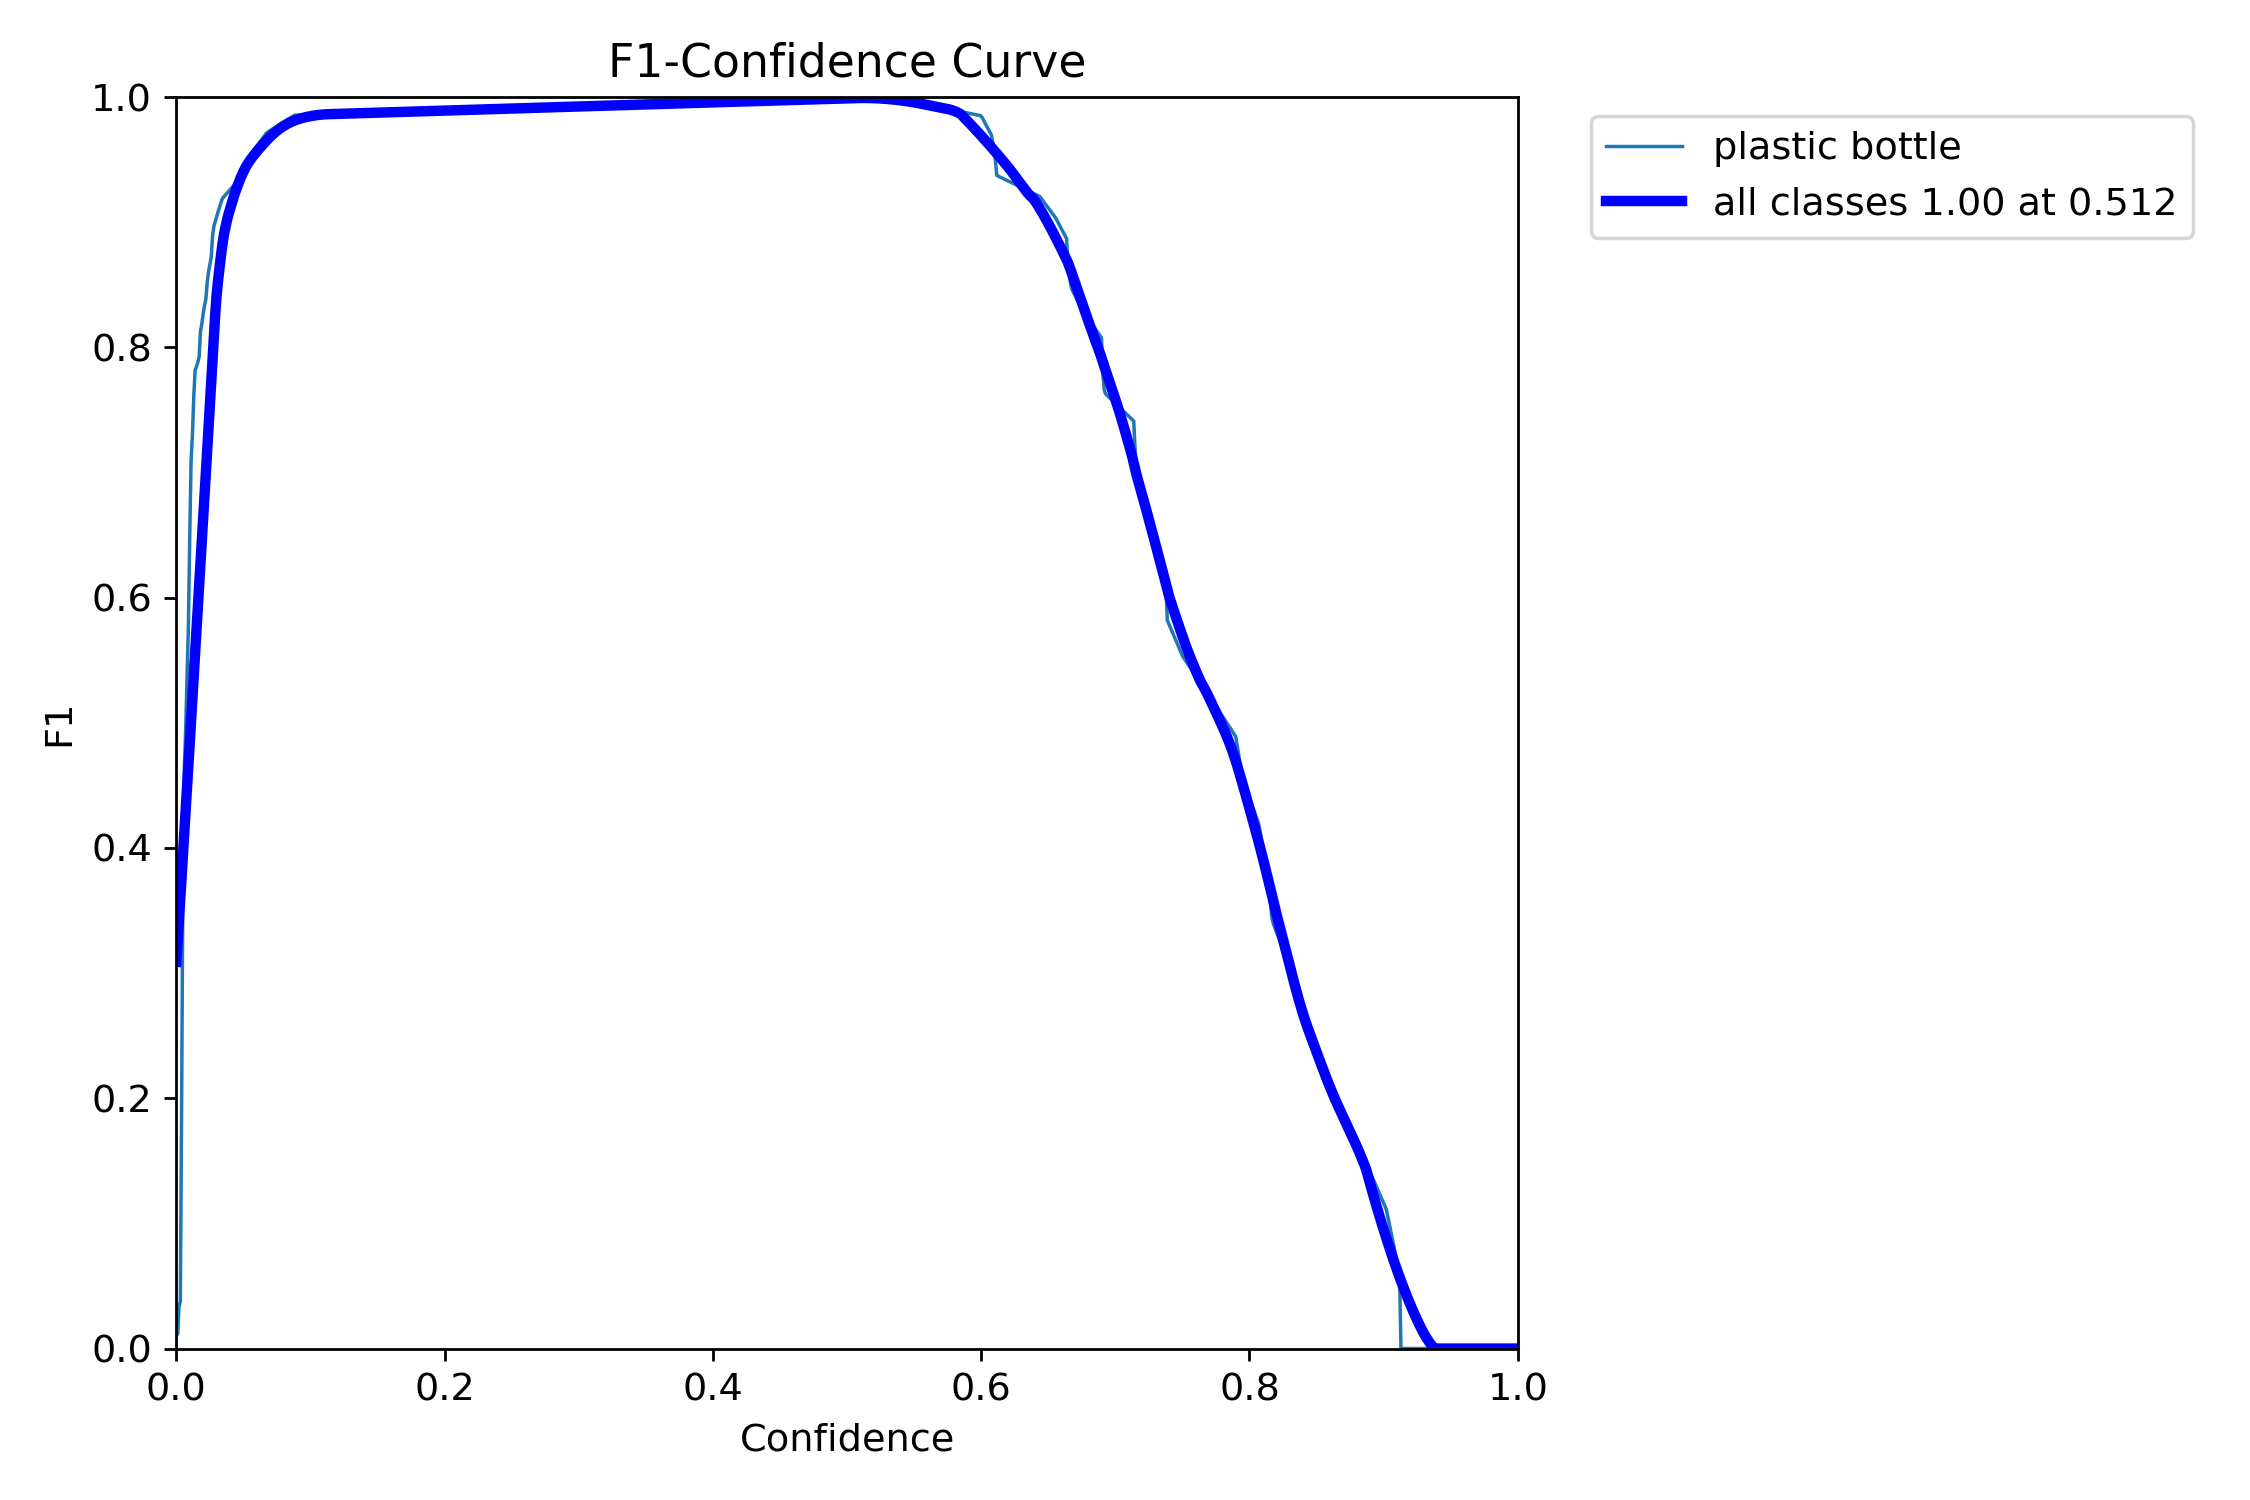 F1-Confidence Curve
plastic bottle
all classes 1.00 at 0.512
1.0
0.8
0.6
0.4
0.2
0.0
F1
0.0 0.2 0.4 0.6 0.8 1.0
Confidence